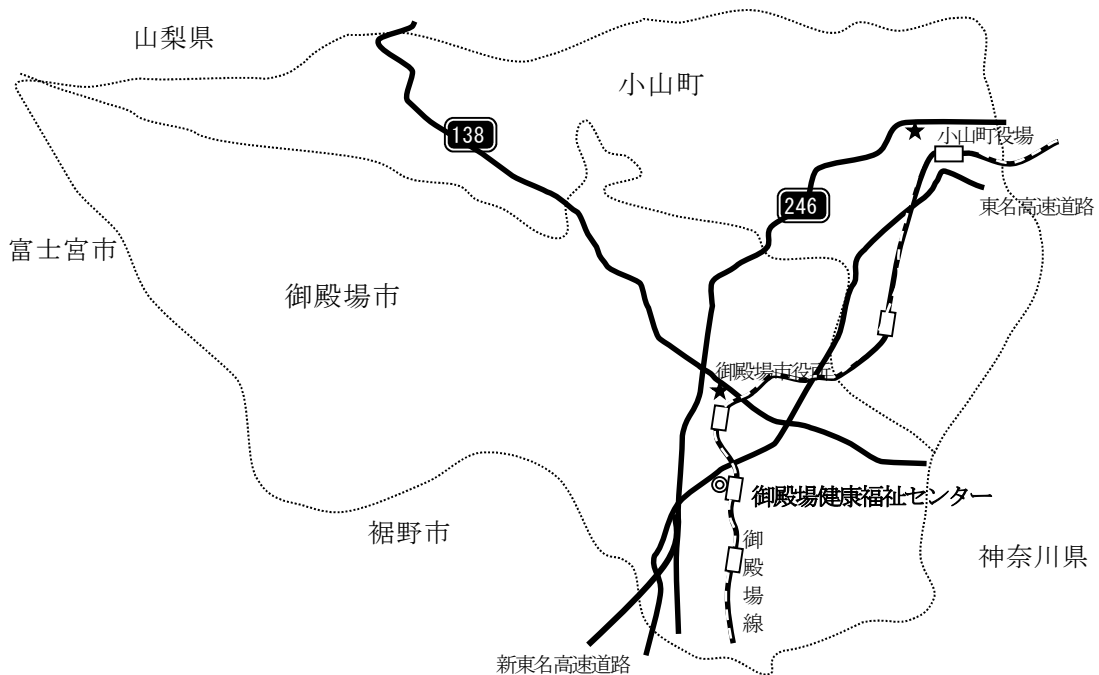 山梨県
小山町
138
小山町役場
246
東名高速道路
富士宮市
御殿場市
御殿場市役所
御殿場健康福祉センター
裾野市
御殿場線
神奈川県
新東名高速道路